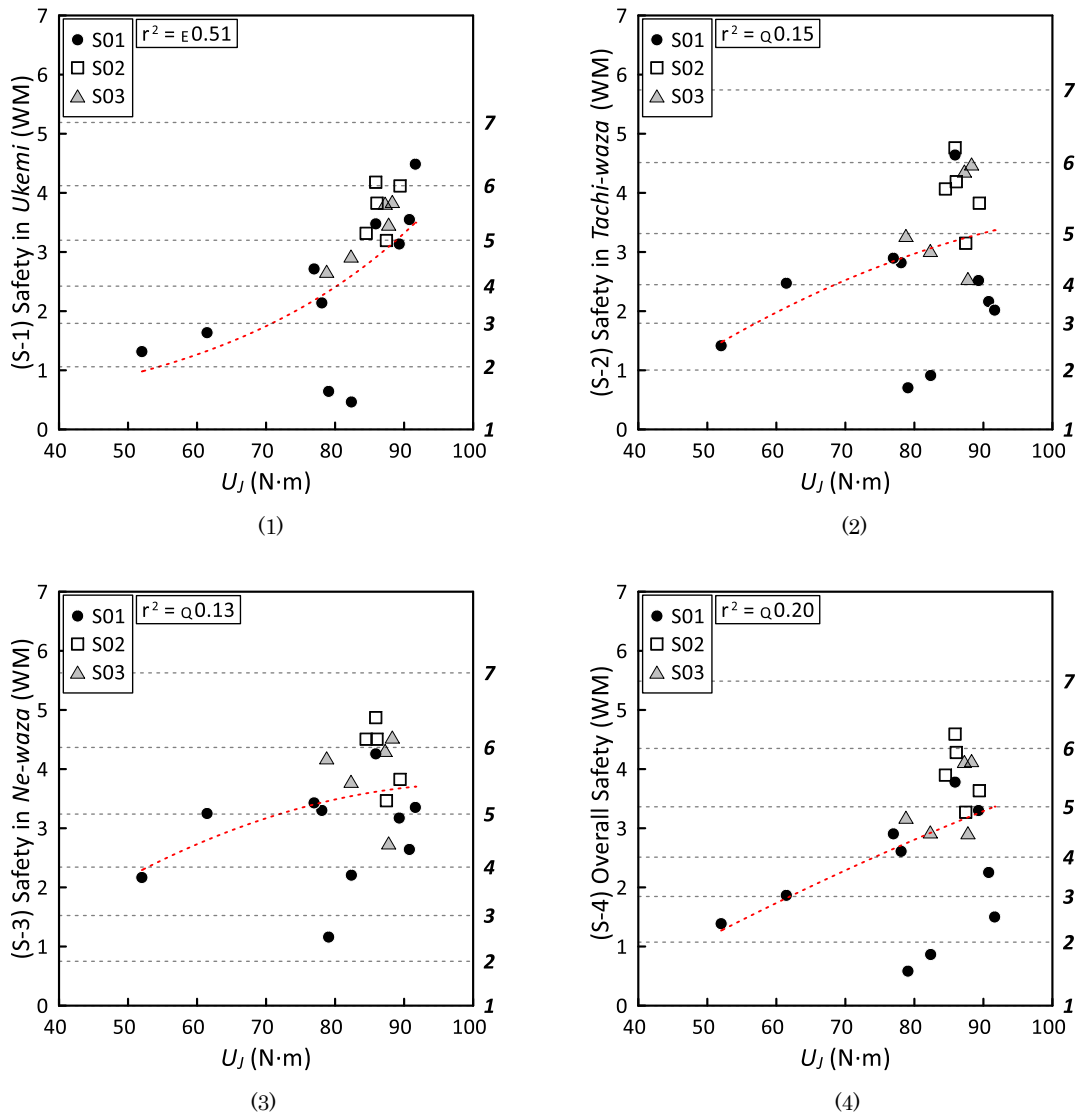 (S-1) Safety in Ukemi (WM)
7
6
5
4
3
2
1
0
S01
S02
S03
r² = E0.51
7
6
5
4
3
2
1
40 50 60 70 80 90 100
U_J (N·m)
(1)
(S-2) Safety in Tachi-waza (WM)
7
6
5
4
3
2
1
0
S01
S02
S03
r² = Q0.15
7
6
5
4
3
2
1
40 50 60 70 80 90 100
U_J (N·m)
(2)
(S-3) Safety in Ne-waza (WM)
7
6
5
4
3
2
1
0
S01
S02
S03
r² = Q0.13
7
6
5
4
3
2
1
40 50 60 70 80 90 100
U_J (N·m)
(3)
(S-4) Overall Safety (WM)
7
6
5
4
3
2
1
0
S01
S02
S03
r² = Q0.20
7
6
5
4
3
2
1
40 50 60 70 80 90 100
U_J (N·m)
(4)